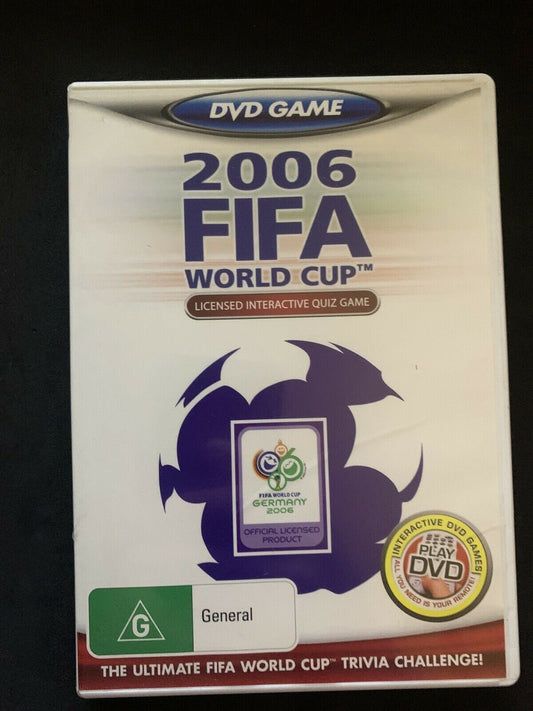 DVD GAME
2006
FIFA
WORLD CUP™
LICENSED INTERACTIVE QUIZ GAME
FIFA WORLD CUP
GERMANY
2006
OFFICIAL LICENSED
PRODUCT
INTERACTIVE DVD GAMES
PLAY
DVD
ALL YOU NEED IS YOUR REMOTE!
G
General
THE ULTIMATE FIFA WORLD CUP™ TRIVIA CHALLENGE!